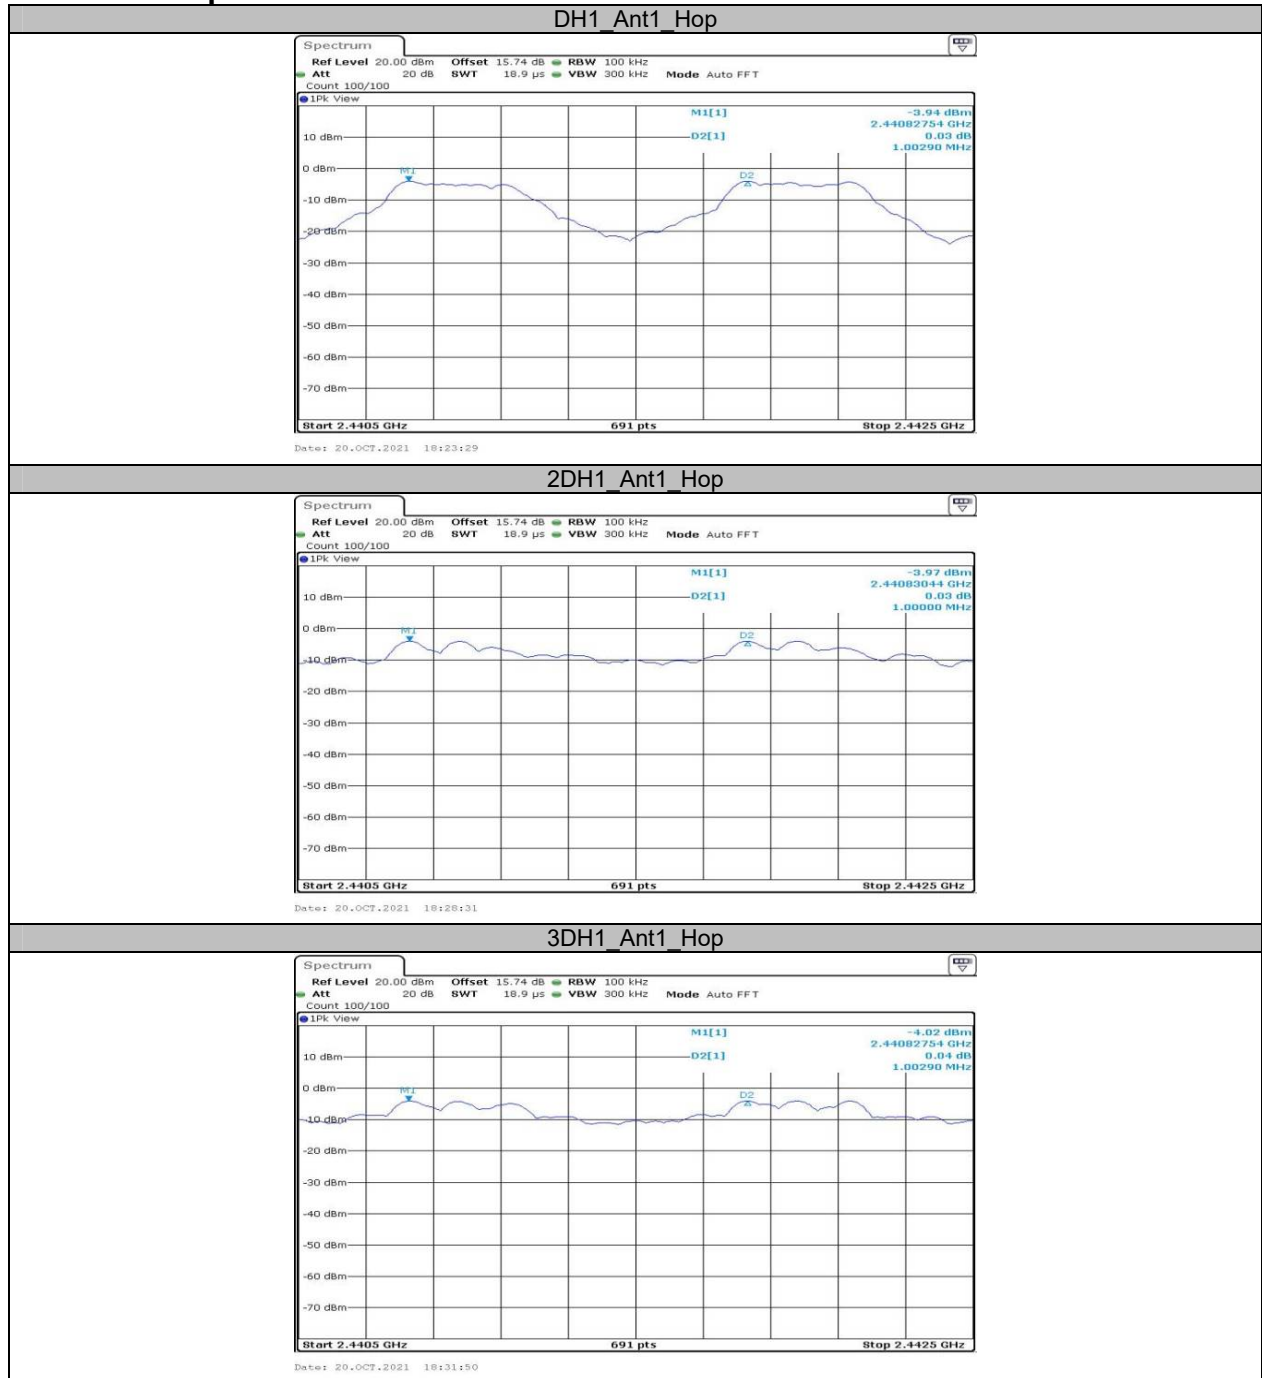 DH1_Ant1_Hop
Spectrum
Ref Level 20.00 dBm Offset 15.74 dB RBW 100 kHz
Att 20 dB SWT 18.9 µs VBW 300 kHz Mode Auto FFT
Count 100/100
1Pk View
M1[1] -3.94 dBm
2.44082754 GHz
10 dBm D2[1] 0.03 dB
1.00290 MHz
0 dBm
M1 D2
-10 dBm
-20 dBm
-30 dBm
-40 dBm
-50 dBm
-60 dBm
-70 dBm
Start 2.4405 GHz 691 pts Stop 2.4425 GHz
Date: 20.OCT.2021 18:23:29
2DH1_Ant1_Hop
Spectrum
Ref Level 20.00 dBm Offset 15.74 dB RBW 100 kHz
Att 20 dB SWT 18.9 µs VBW 300 kHz Mode Auto FFT
Count 100/100
1Pk View
M1[1] -3.97 dBm
2.44083044 GHz
10 dBm D2[1] 0.03 dB
1.00000 MHz
0 dBm
M1 D2
-10 dBm
-20 dBm
-30 dBm
-40 dBm
-50 dBm
-60 dBm
-70 dBm
Start 2.4405 GHz 691 pts Stop 2.4425 GHz
Date: 20.OCT.2021 18:28:31
3DH1_Ant1_Hop
Spectrum
Ref Level 20.00 dBm Offset 15.74 dB RBW 100 kHz
Att 20 dB SWT 18.9 µs VBW 300 kHz Mode Auto FFT
Count 100/100
1Pk View
M1[1] -4.02 dBm
2.44082754 GHz
10 dBm D2[1] 0.04 dB
1.00290 MHz
0 dBm
M1 D2
-10 dBm
-20 dBm
-30 dBm
-40 dBm
-50 dBm
-60 dBm
-70 dBm
Start 2.4405 GHz 691 pts Stop 2.4425 GHz
Date: 20.OCT.2021 18:31:50